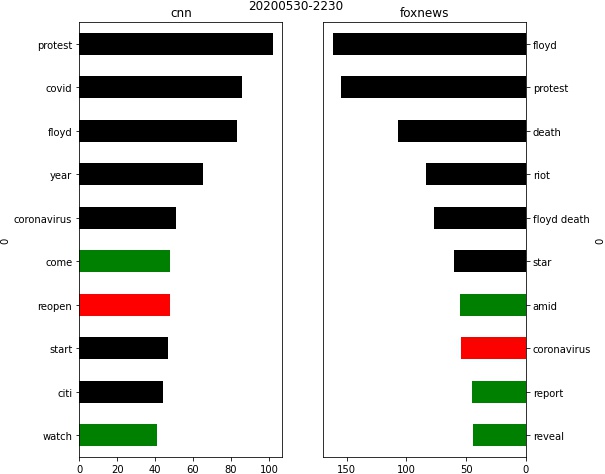 20200530-2230
cnn
foxnews
protest
covid
floyd
year
coronavirus
come
reopen
start
citi
watch
0
0 20 40 60 80 100
floyd
protest
death
riot
floyd death
star
amid
coronavirus
report
reveal
0
150 100 50 0